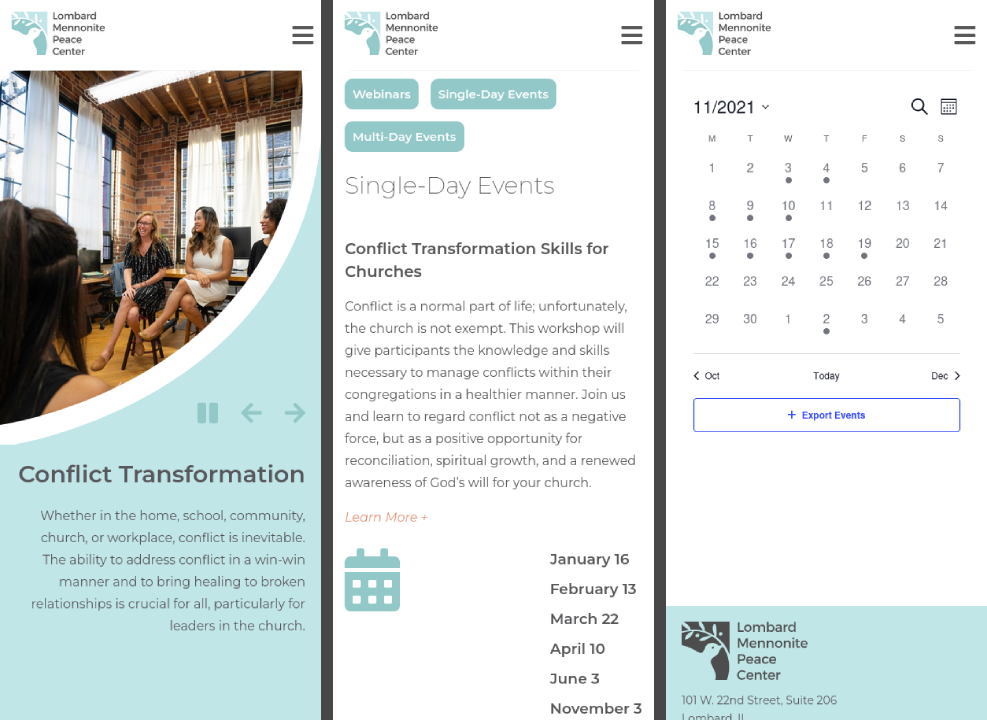 Lombard
Mennonite
Peace
Center
Conflict Transformation
Whether in the home, school, community,
church, or workplace, conflict is inevitable.
The ability to address conflict in a win-win
manner and to bring healing to broken
relationships is crucial for all, particularly for
leaders in the church.
Lombard
Mennonite
Peace
Center
Webinars
Single-Day Events
Multi-Day Events
Single-Day Events
Conflict Transformation Skills for
Churches
Conflict is a normal part of life; unfortunately,
the church is not exempt. This workshop will
give participants the knowledge and skills
necessary to manage conflicts within their
congregations in a healthier manner. Join us
and learn to regard conflict not as a negative
force, but as a positive opportunity for
reconciliation, spiritual growth, and a renewed
awareness of God's will for your church.
Learn More +
January 16
February 13
March 22
April 10
June 3
November 3
Lombard
Mennonite
Peace
Center
11/2021
M T W T F S S
1 2 3 4 5 6 7
8 9 10 11 12 13 14
15 16 17 18 19 20 21
22 23 24 25 26 27 28
29 30 1 2 3 4 5
Oct Today Dec
+ Export Events
Lombard
Mennonite
Peace
Center
101 W. 22nd Street, Suite 206
Lombard, IL